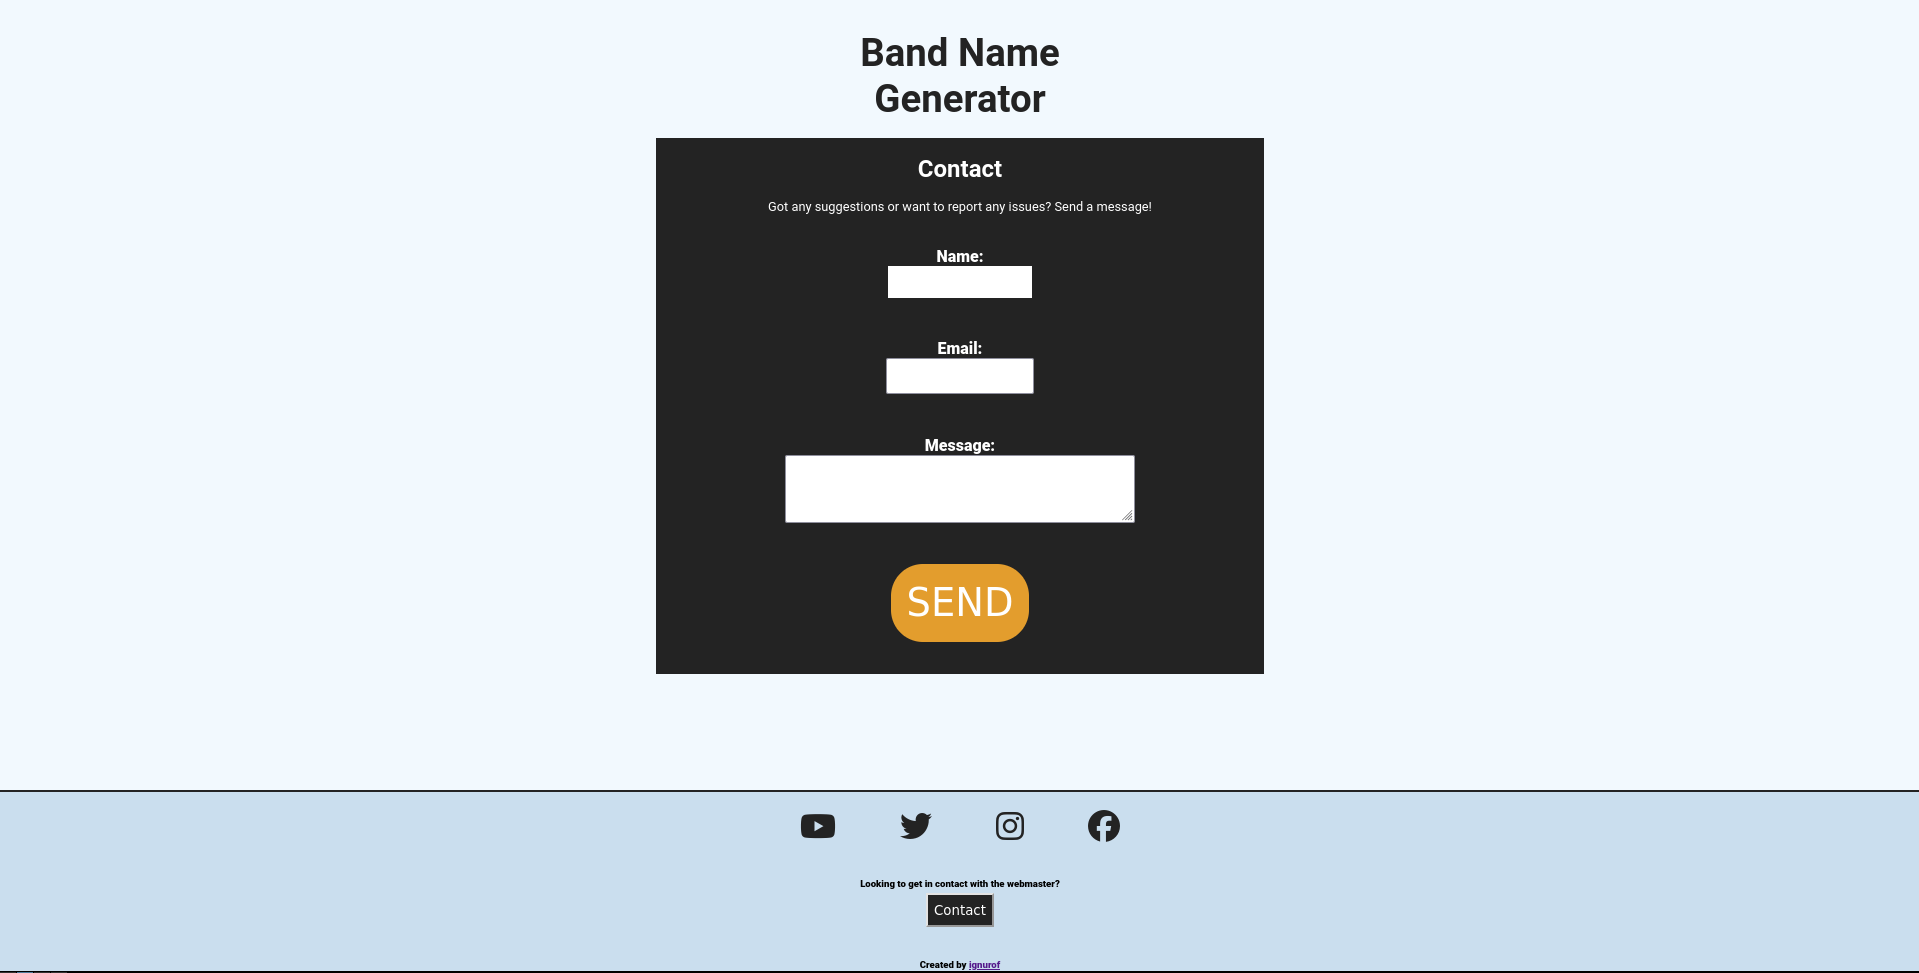 Band Name
Generator
Contact
Got any suggestions or want to report any issues? Send a message!
Name:
Email:
Message:
SEND
Looking to get in contact with the webmaster?
Contact
Created by ignurof